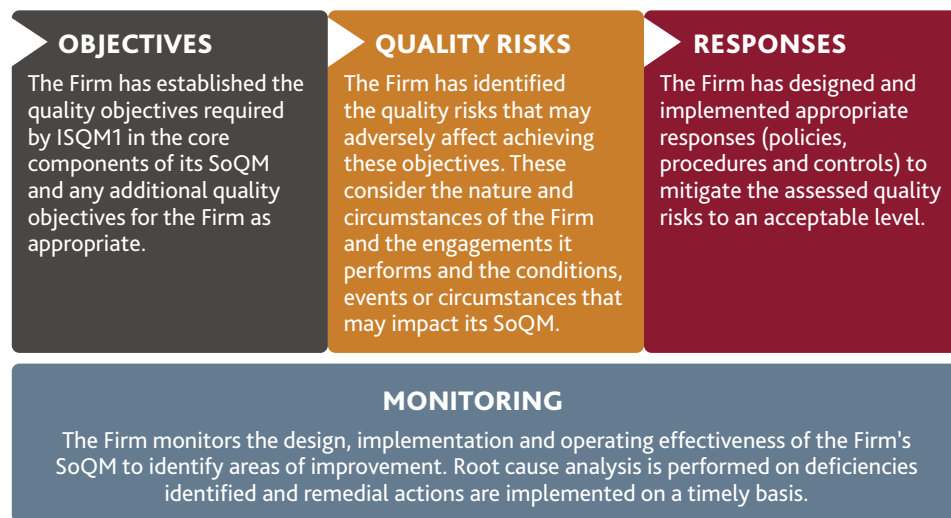 OBJECTIVES
The Firm has established the
quality objectives required
by ISQM1 in the core
components of its SoQM
and any additional quality
objectives for the Firm as
appropriate.
QUALITY RISKS
The Firm has identified
the quality risks that may
adversely affect achieving
these objectives. These
consider the nature and
circumstances of the Firm
and the engagements it
performs and the conditions,
events or circumstances that
may impact its SoQM.
RESPONSES
The Firm has designed and
implemented appropriate
responses (policies,
procedures and controls) to
mitigate the assessed quality
risks to an acceptable level.
MONITORING
The Firm monitors the design, implementation and operating effectiveness of the Firm's
SoQM to identify areas of improvement. Root cause analysis is performed on deficiencies
identified and remedial actions are implemented on a timely basis.